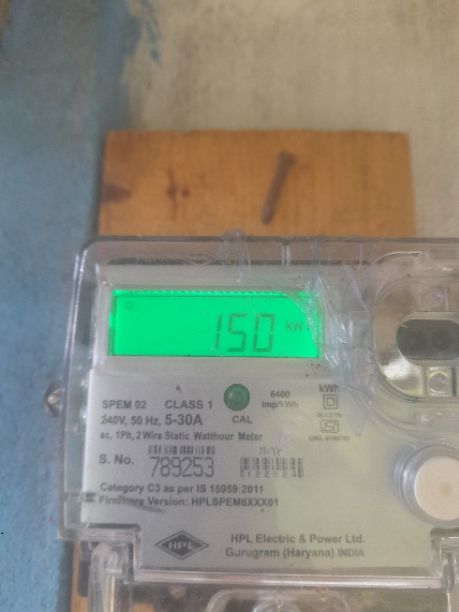 150 kW
SPEM 02 CLASS 1
6400 imp/kWh
240V, 50 Hz, 5-30A
CAL
ac, 1Ph, 2 Wire Static Watthour Meter
S. No. 789253
Category C3 as per IS 15959:2011
Firmware Version: HPLSPEM6XXX01
HPL
HPL Electric & Power Ltd.
Gurugram (Haryana) INDIA